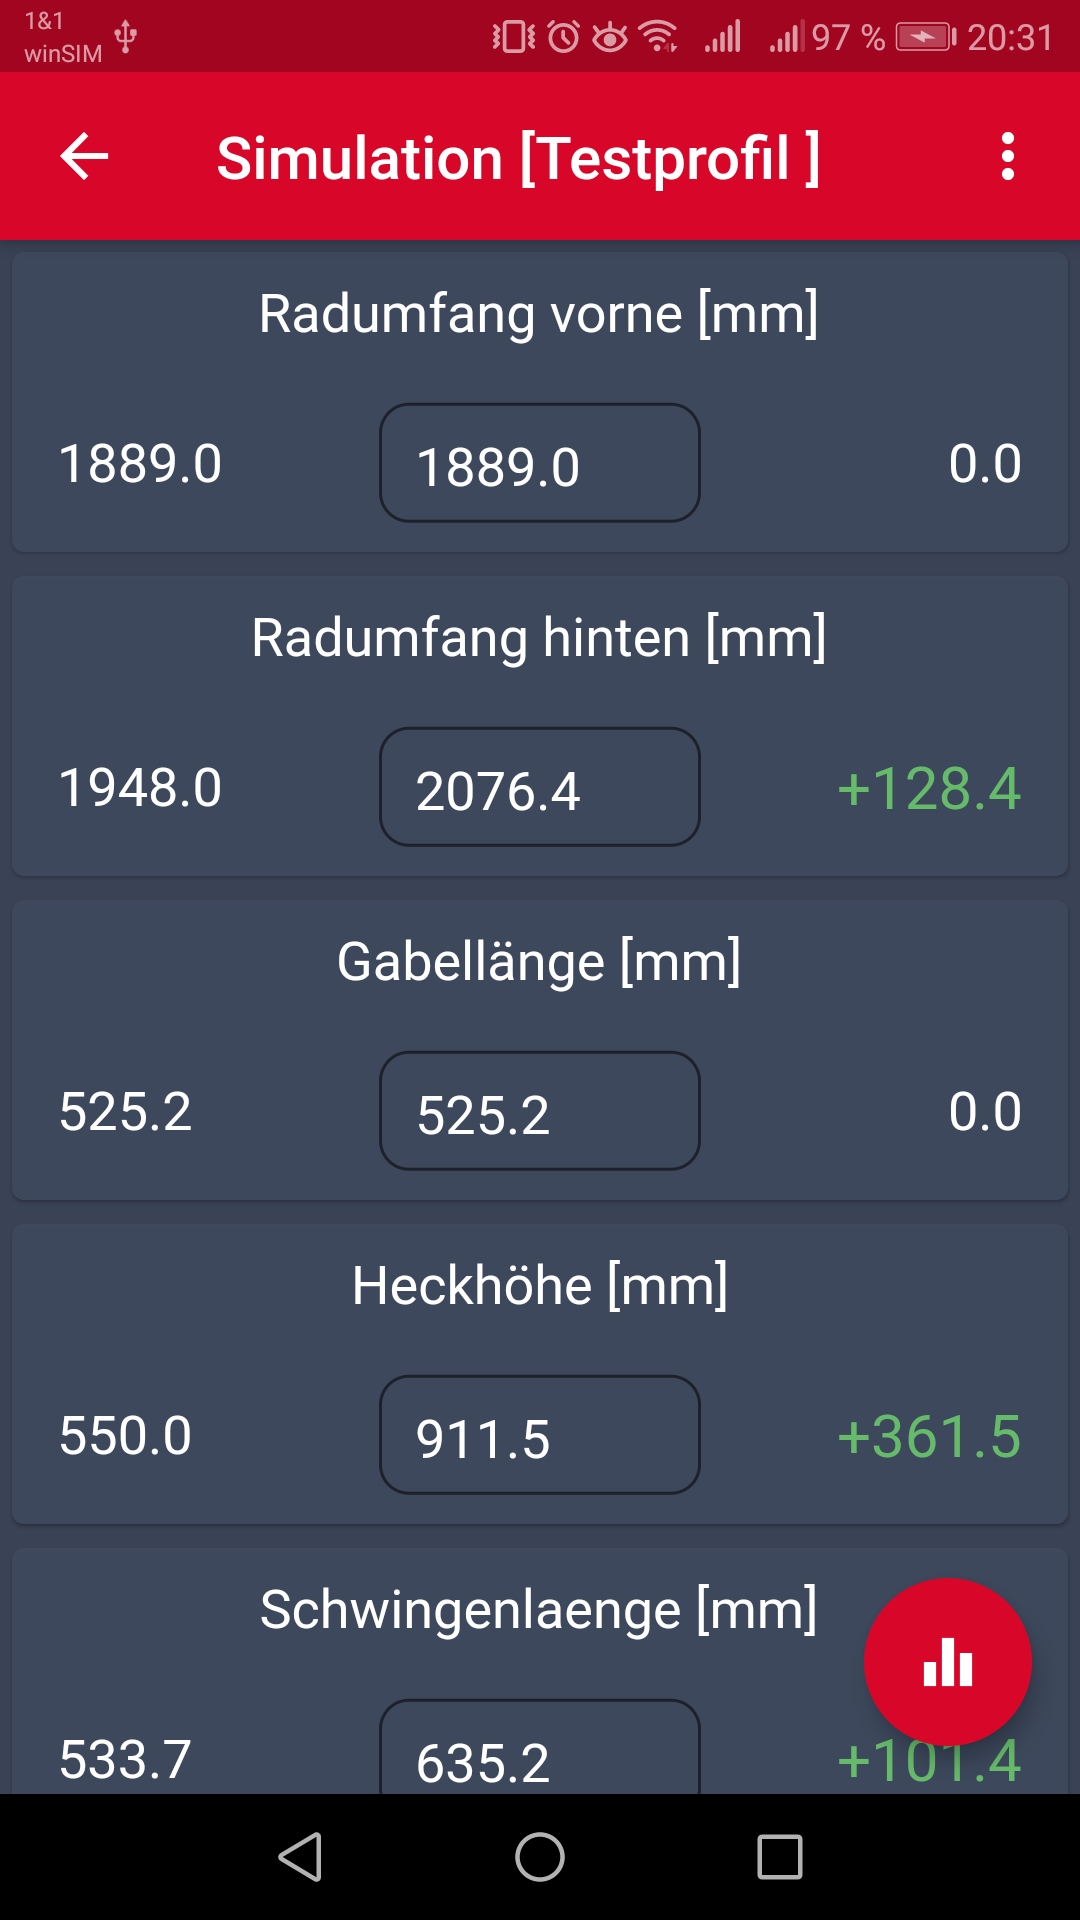 1&1
winSIM
97 %
20:31
Simulation [Testprofil ]
Radumfang vorne [mm]
1889.0
1889.0
0.0
Radumfang hinten [mm]
1948.0
2076.4
+128.4
Gabellänge [mm]
525.2
525.2
0.0
Heckhöhe [mm]
550.0
911.5
+361.5
Schwingenlaenge [mm]
533.7
635.2
+101.4